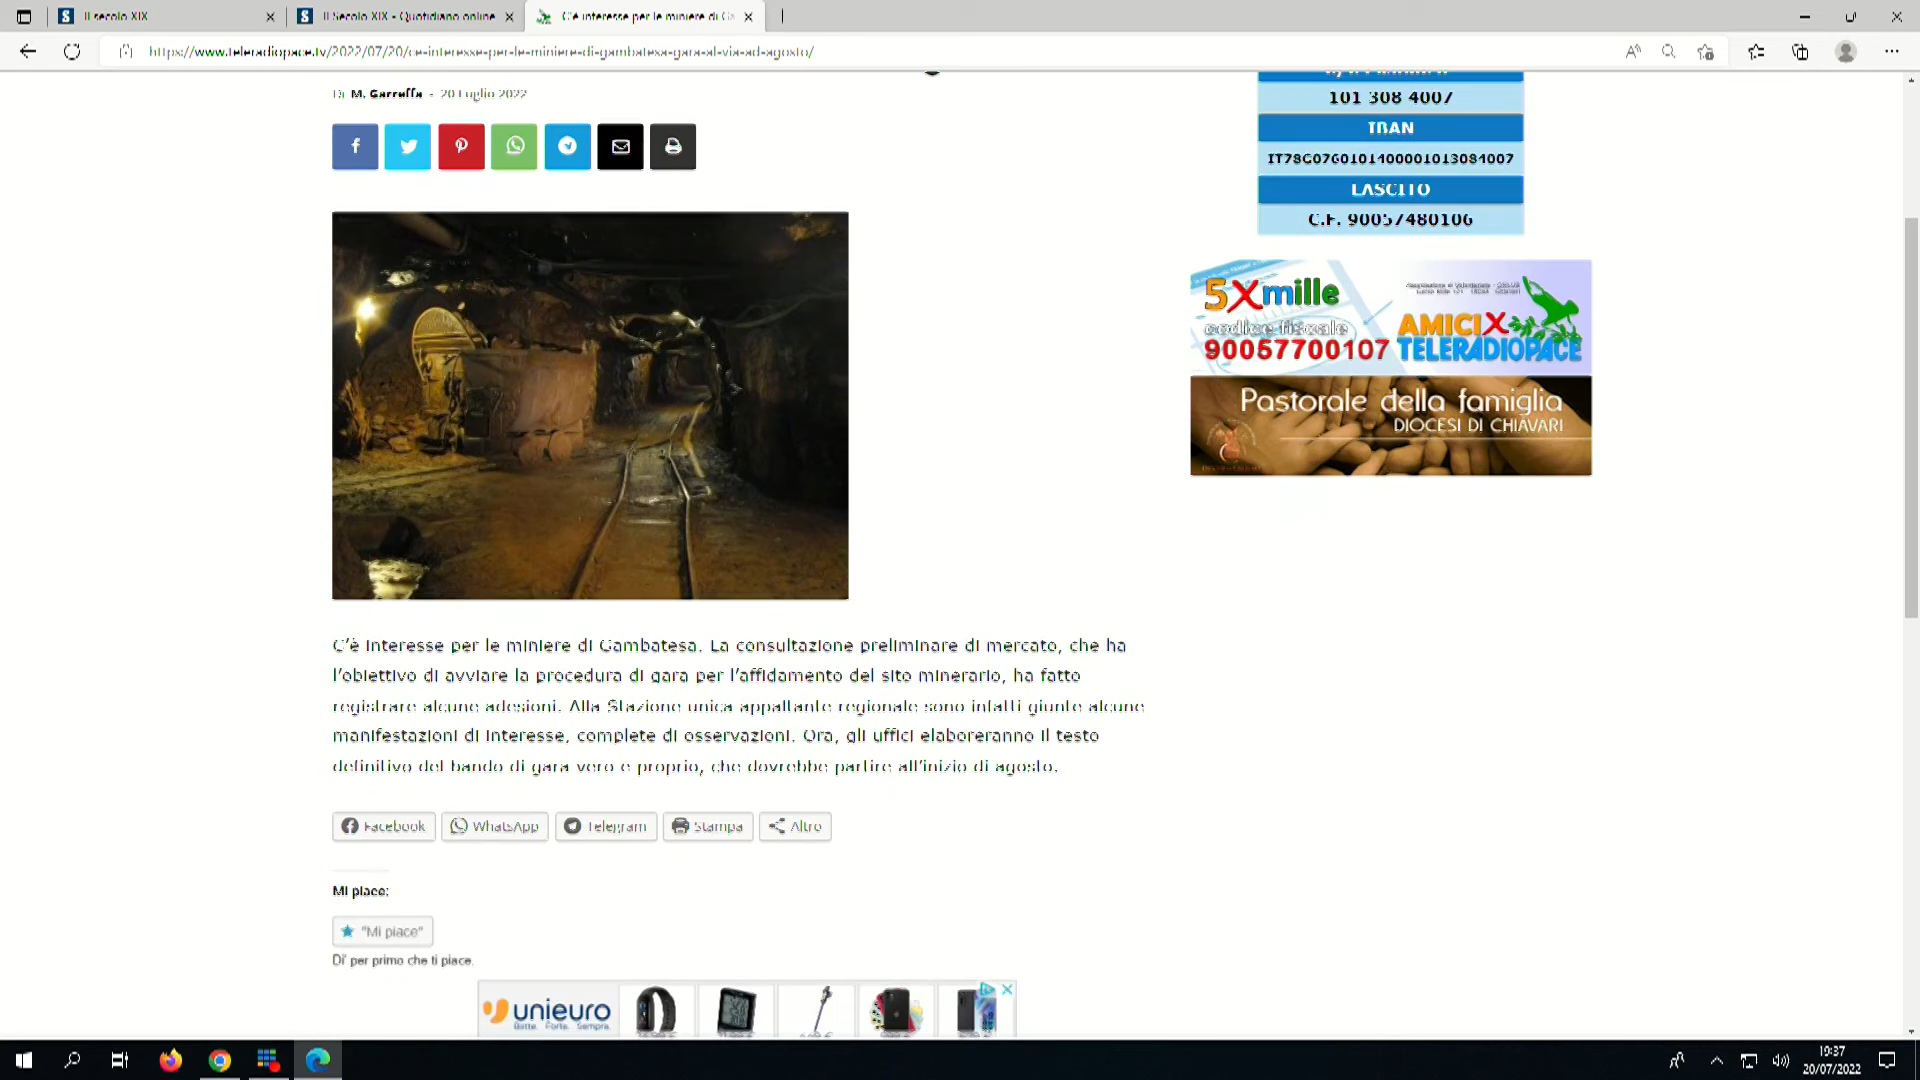 Il secolo XIX
Il Secolo XIX - Quotidiano online
C'è interesse per le miniere di Ga
https://www.teleradiopace.tv/2022/07/20/ce-interesse-per-le-miniere-di-gambatesa-gara-al-via-ad-agosto/
Di M. Garreffa - 20 Luglio 2022
101 308 4007
IBAN
IT78G0760101400001013084007
LASCITO
C.F. 90057480106
5Xmille
codice fiscale
90057700107
AMICI X
TELERADIOPACE
Pastorale della famiglia
DIOCESI DI CHIAVARI
C'è interesse per le miniere di Gambatesa. La consultazione preliminare di mercato, che ha
l'obiettivo di avviare la procedura di gara per l'affidamento del sito minerario, ha fatto
registrare alcune adesioni. Alla Stazione unica appaltante regionale sono infatti giunte alcune
manifestazioni di interesse, complete di osservazioni. Ora, gli uffici elaboreranno il testo
definitivo del bando di gara vero e proprio, che dovrebbe partire all'inizio di agosto.
Facebook
WhatsApp
Telegram
Stampa
Altro
Mi piace:
"Mi piace"
Di' per primo che ti piace.
unieuro
Batte. Forte. Sempre.
19:37
20/07/2022